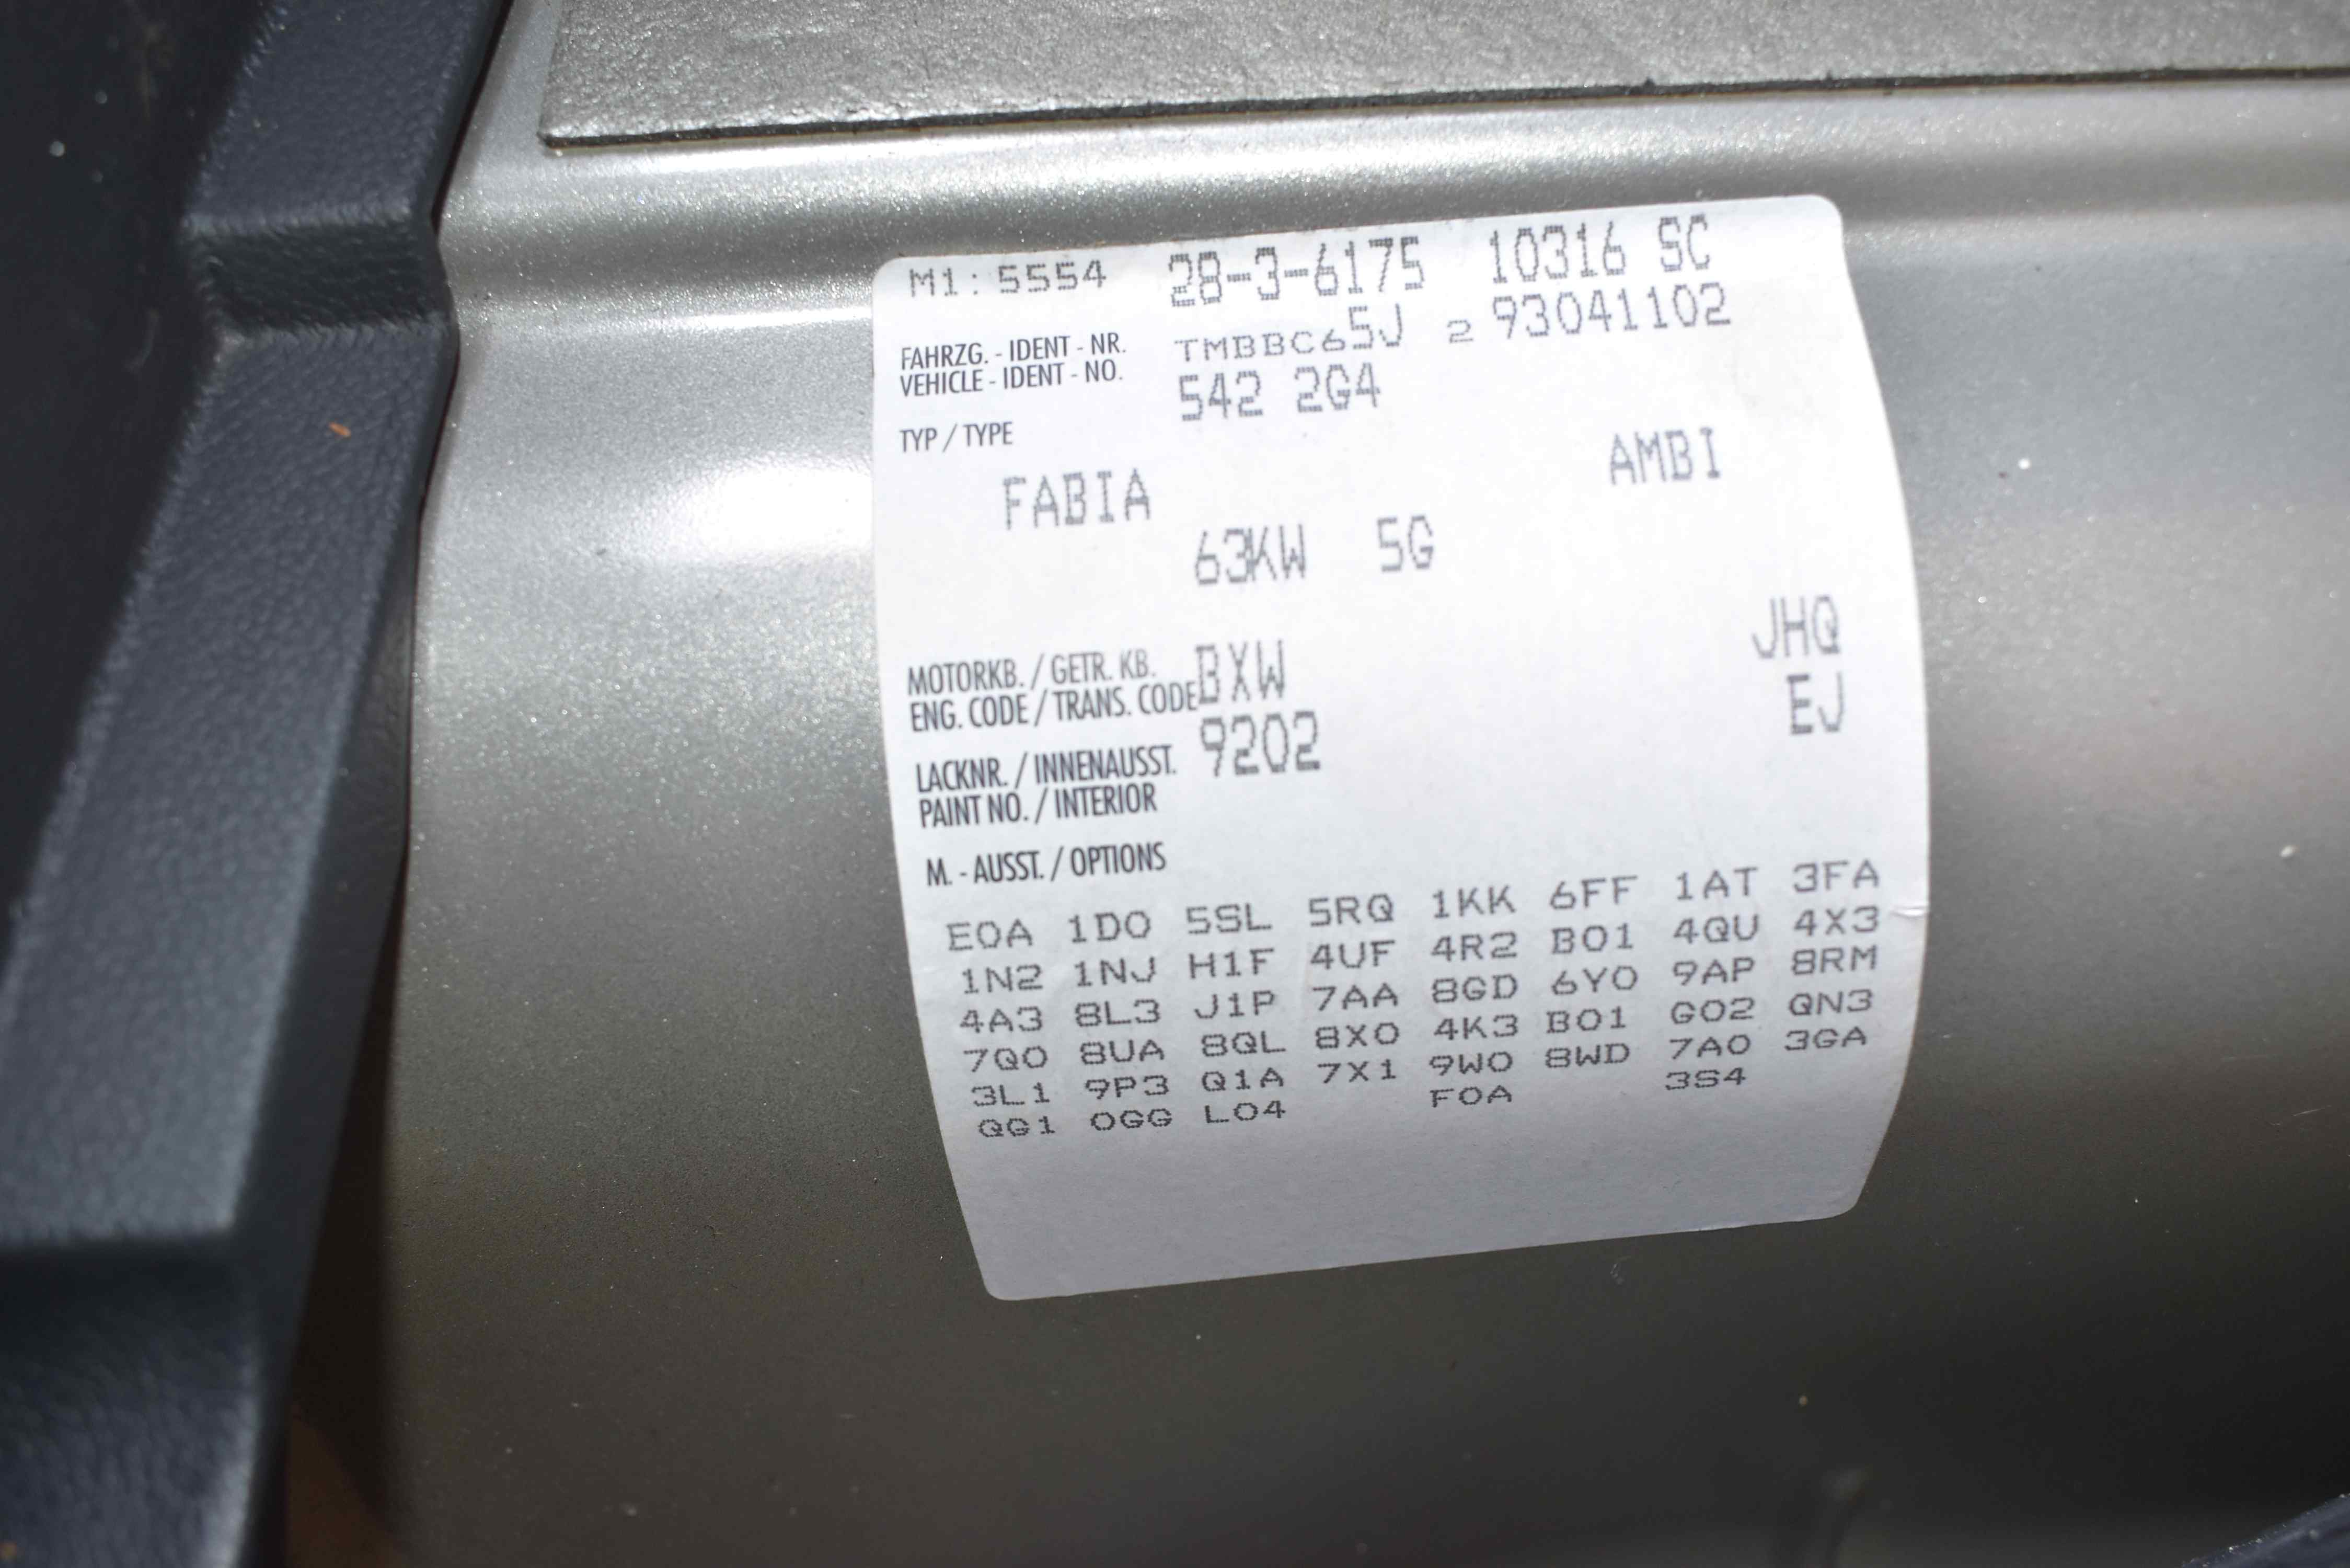 M1:5554 28-3-6175 10316 SC
FAHRZG. - IDENT - NR.
VEHICLE - IDENT - NO. TMBBC65J 2 93041102
TYP / TYPE 542 2G4
FABIA AMBI
63KW 5G
MOTORKB. / GETR. KB.
ENG. CODE / TRANS. CODE BXW JHQ
LACKNR. / INNENAUSST.
PAINT NO. / INTERIOR 9202 EJ
M. - AUSST. / OPTIONS
E0A 1D0 5SL 5RQ 1KK 6FF 1AT 3FA
1N2 1NJ H1F 4UF 4R2 B01 4QU 4X3
4A3 8L3 J1P 7AA 8GD 6Y0 9AP 8RM
7Q0 8UA 8QL 8X0 4K3 B01 G02 QN3
3L1 9P3 Q1A 7X1 9W0 8WD 7A0 3GA
QG1 0GG L04 F0A 3S4